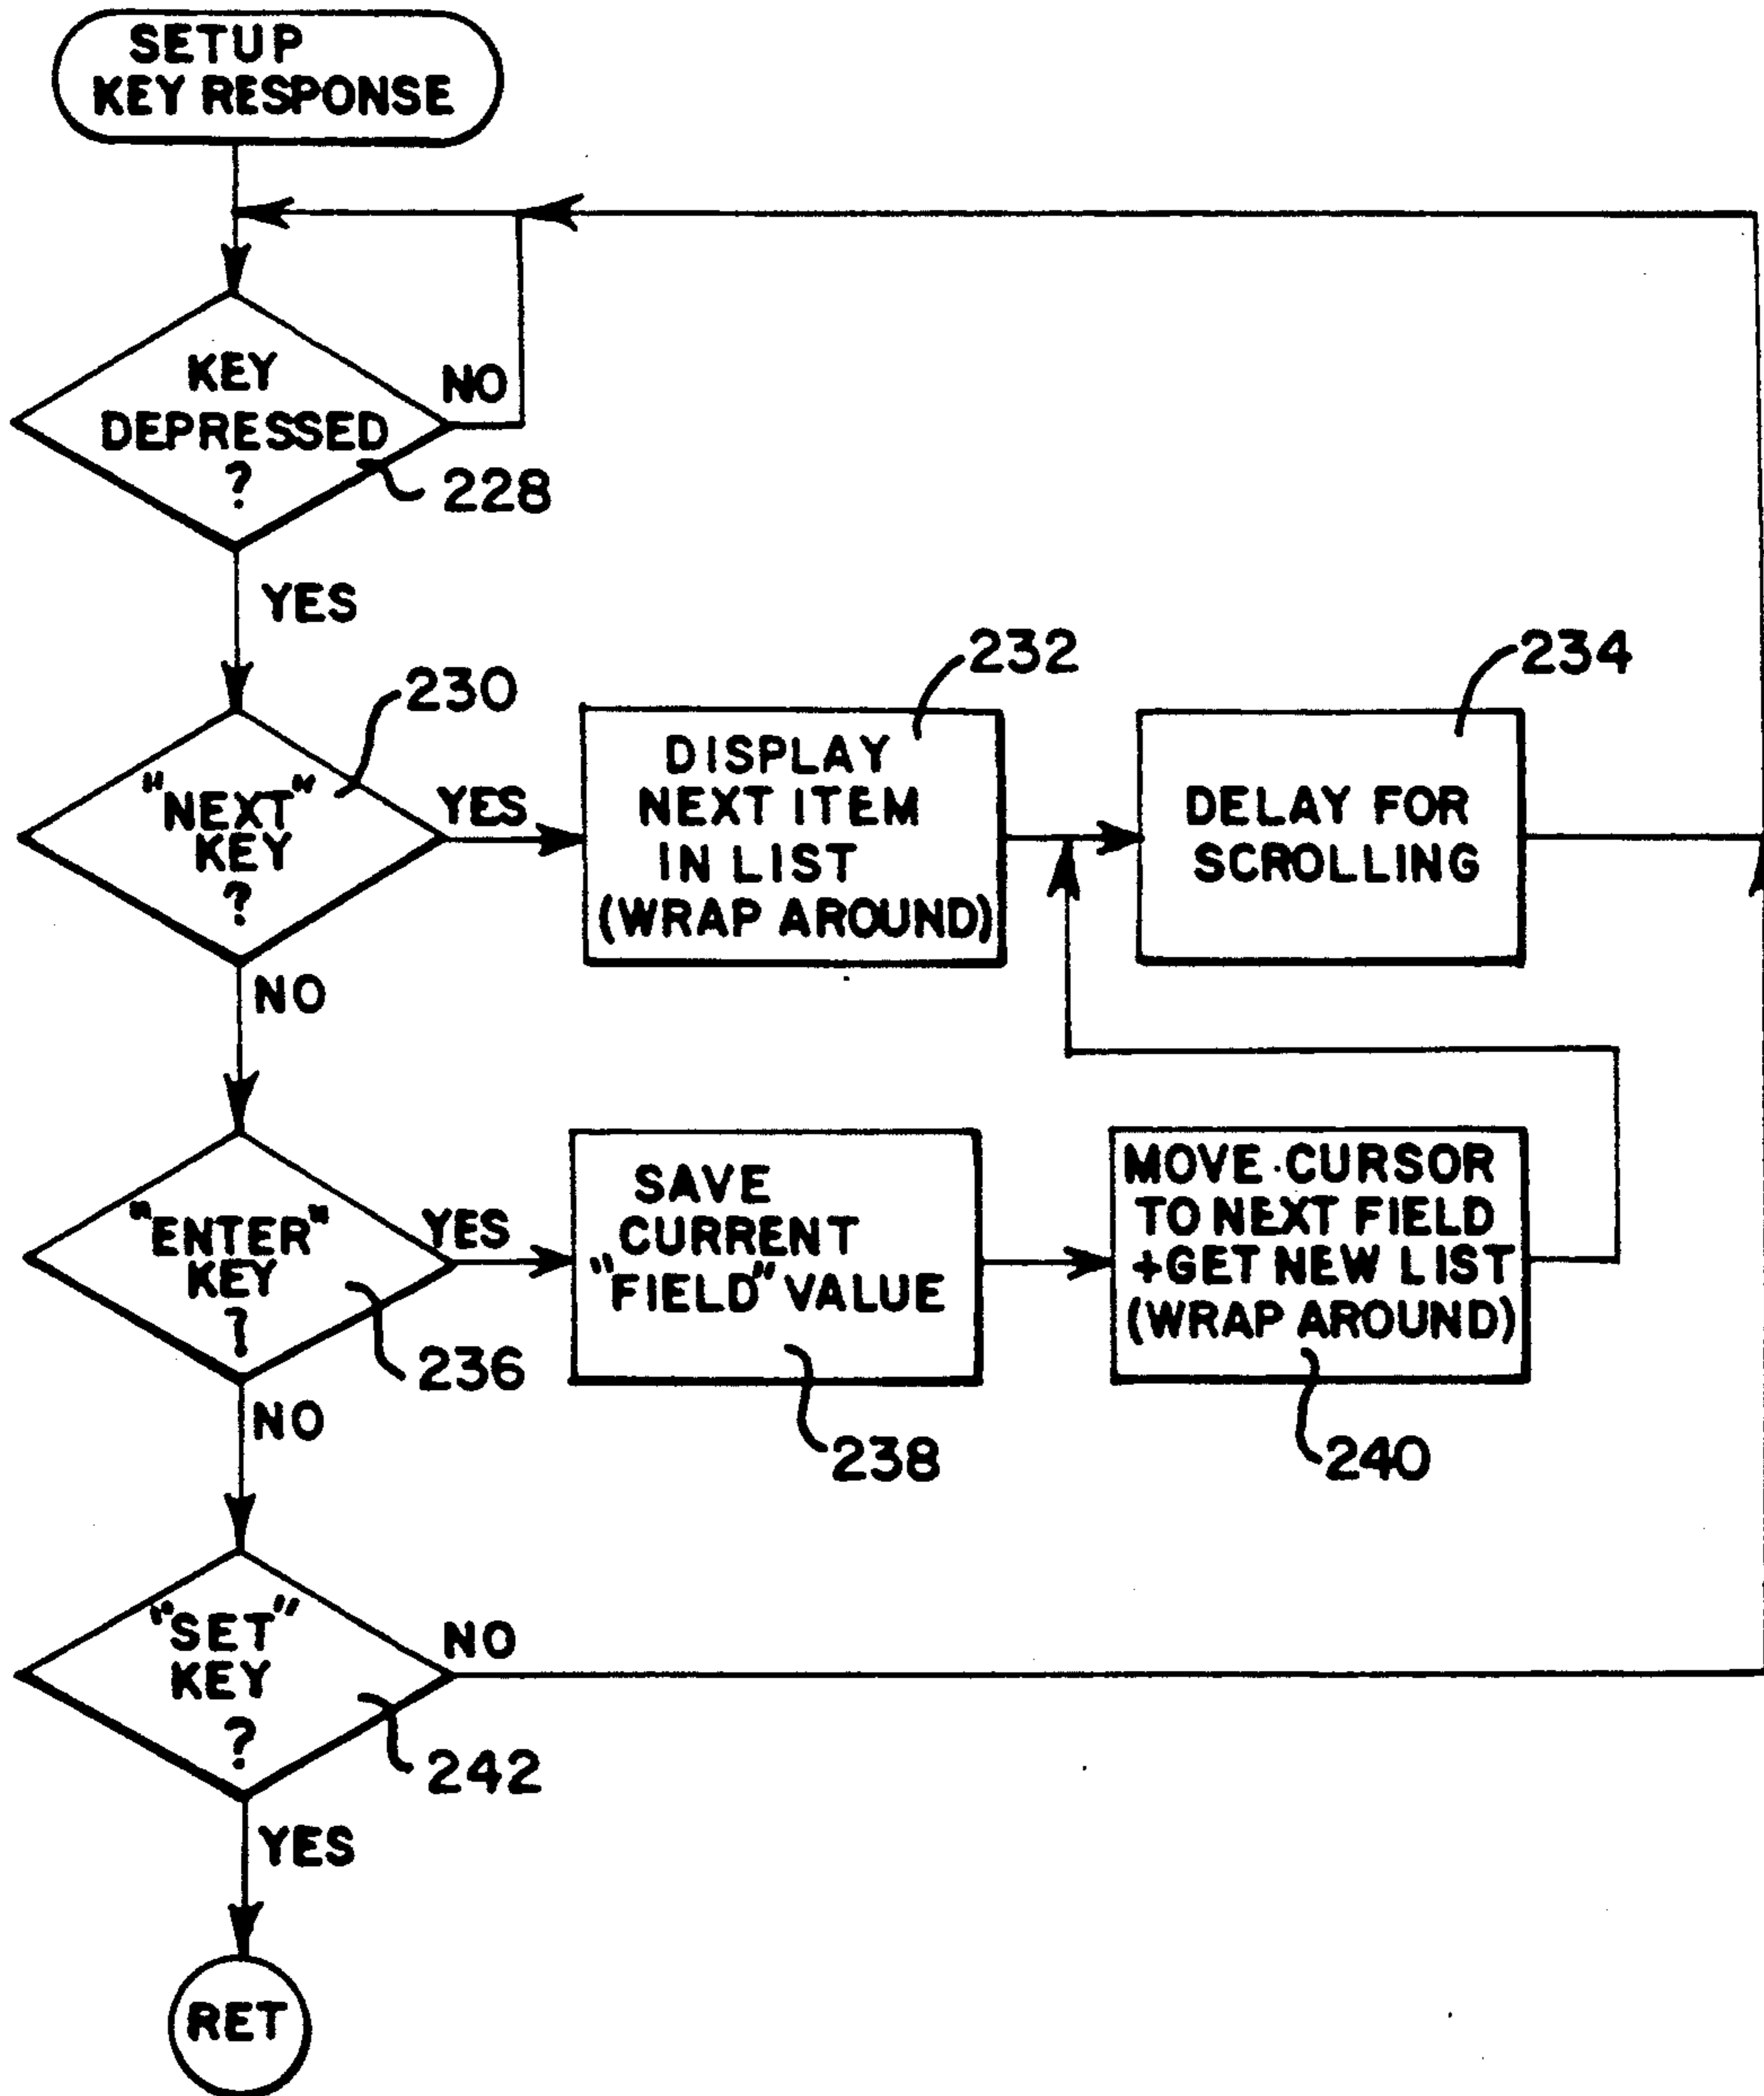 SETUP
KEY RESPONSE
KEY
DEPRESSED
?
NO
228
YES
230
"NEXT"
KEY
?
YES
232
DISPLAY
NEXT ITEM
IN LIST
(WRAP AROUND)
234
DELAY FOR
SCROLLING
NO
"ENTER"
KEY
?
YES
236
SAVE
CURRENT
"FIELD" VALUE
238
MOVE CURSOR
TO NEXT FIELD
+GET NEW LIST
(WRAP AROUND)
240
NO
"SET"
KEY
?
NO
242
YES
RET